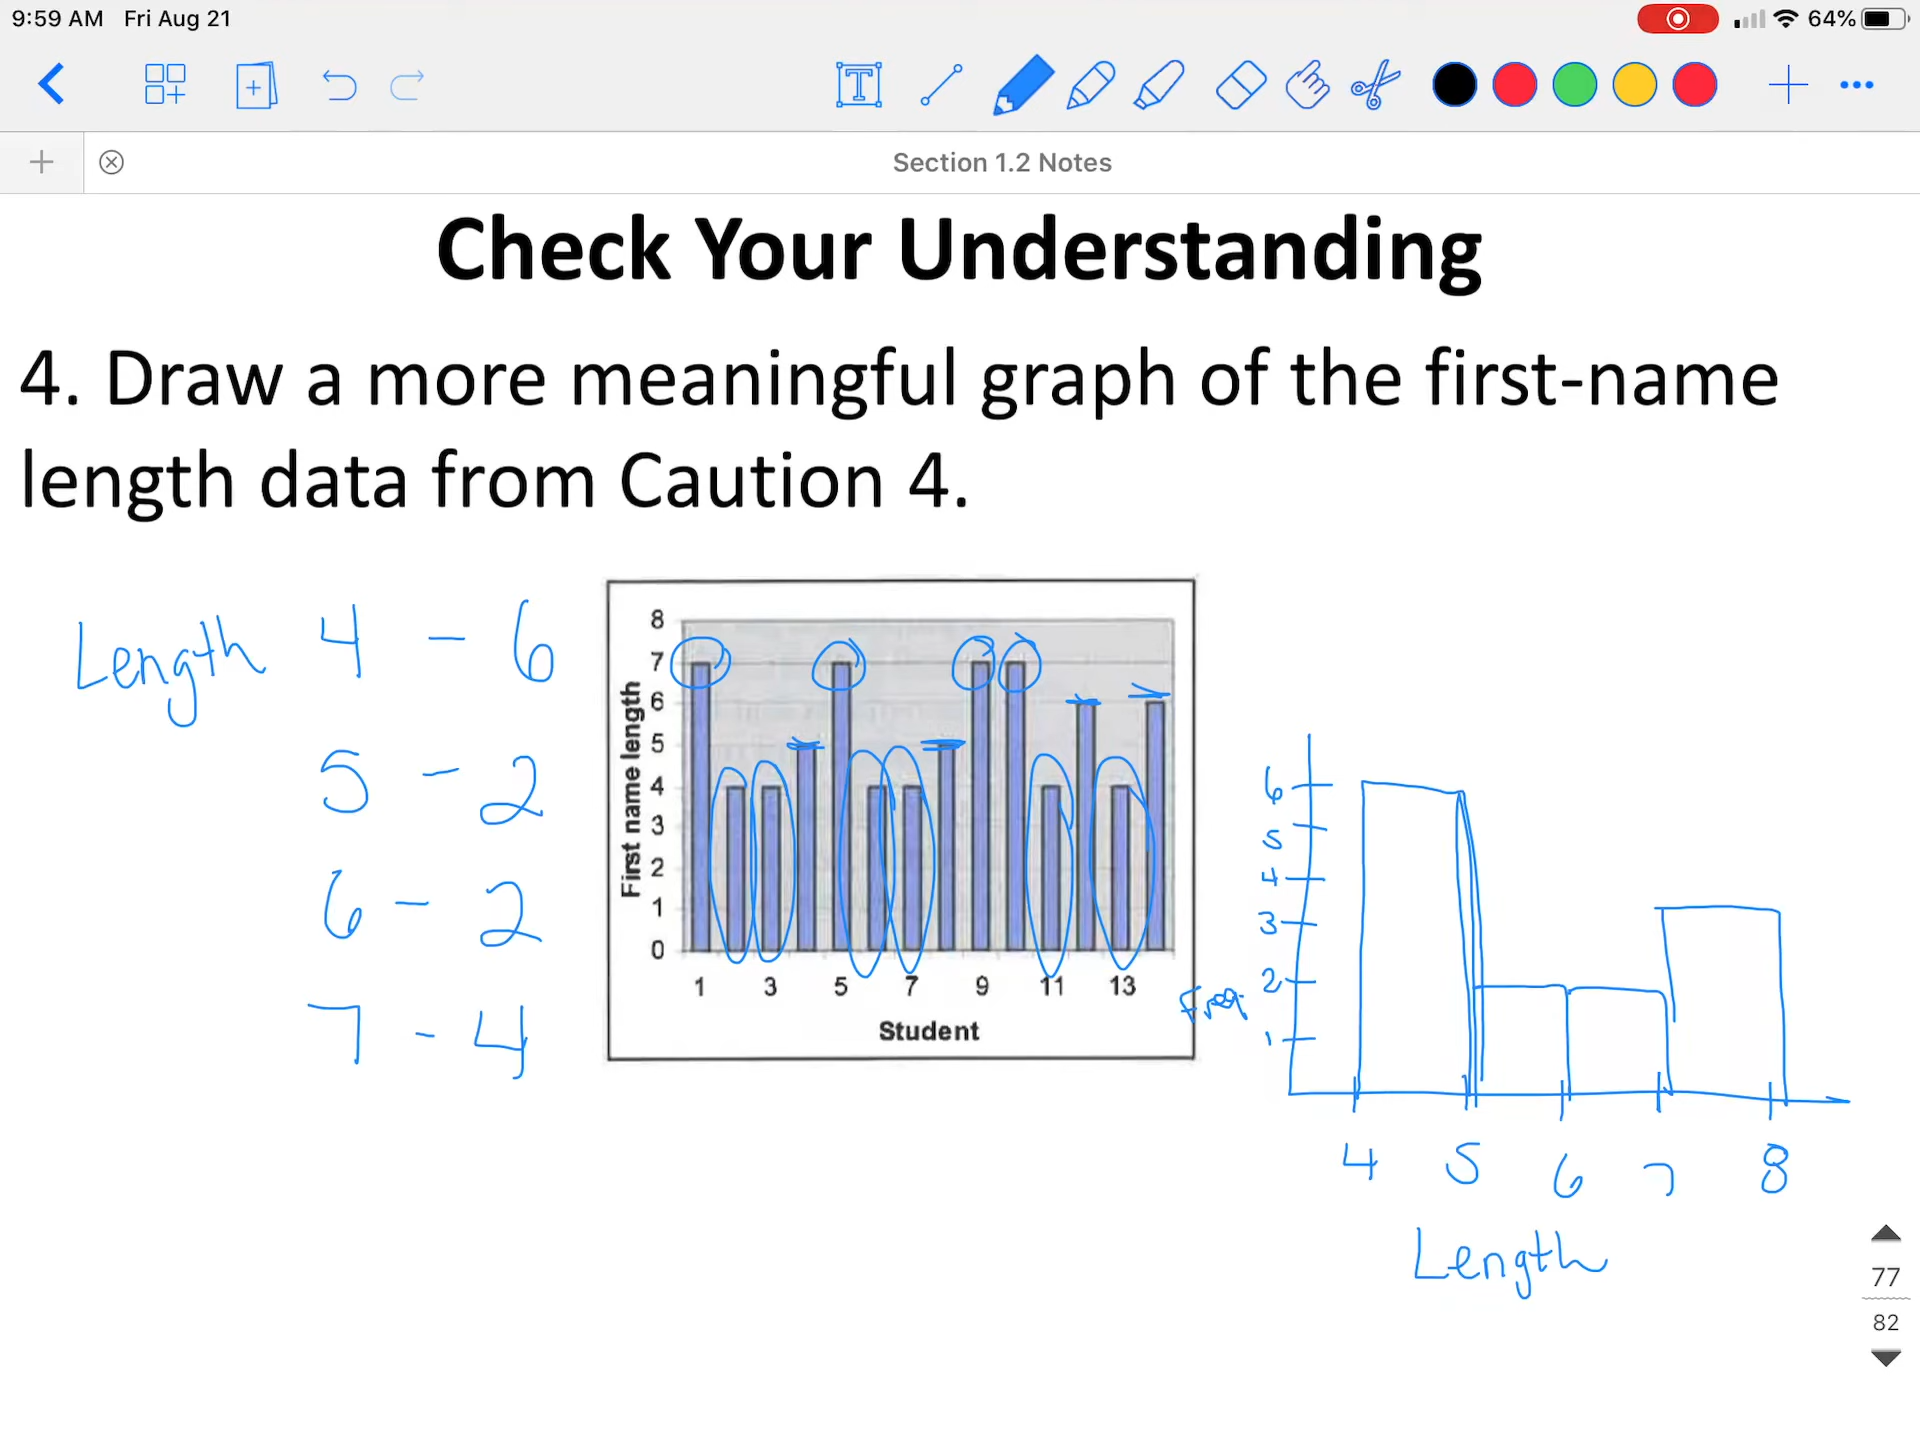 9:59 AM Fri Aug 21
64%
Section 1.2 Notes
Check Your Understanding
4. Draw a more meaningful graph of the first-name
length data from Caution 4.
Length 4 - 6
5 - 2
6 - 2
7 - 4
First name length
8
7
6
5
4
3
2
1
0
1 3 5 7 9 11 13
Student
Freq.
6
5
4
3
2
1
4 5 6 7 8
Length
77
82